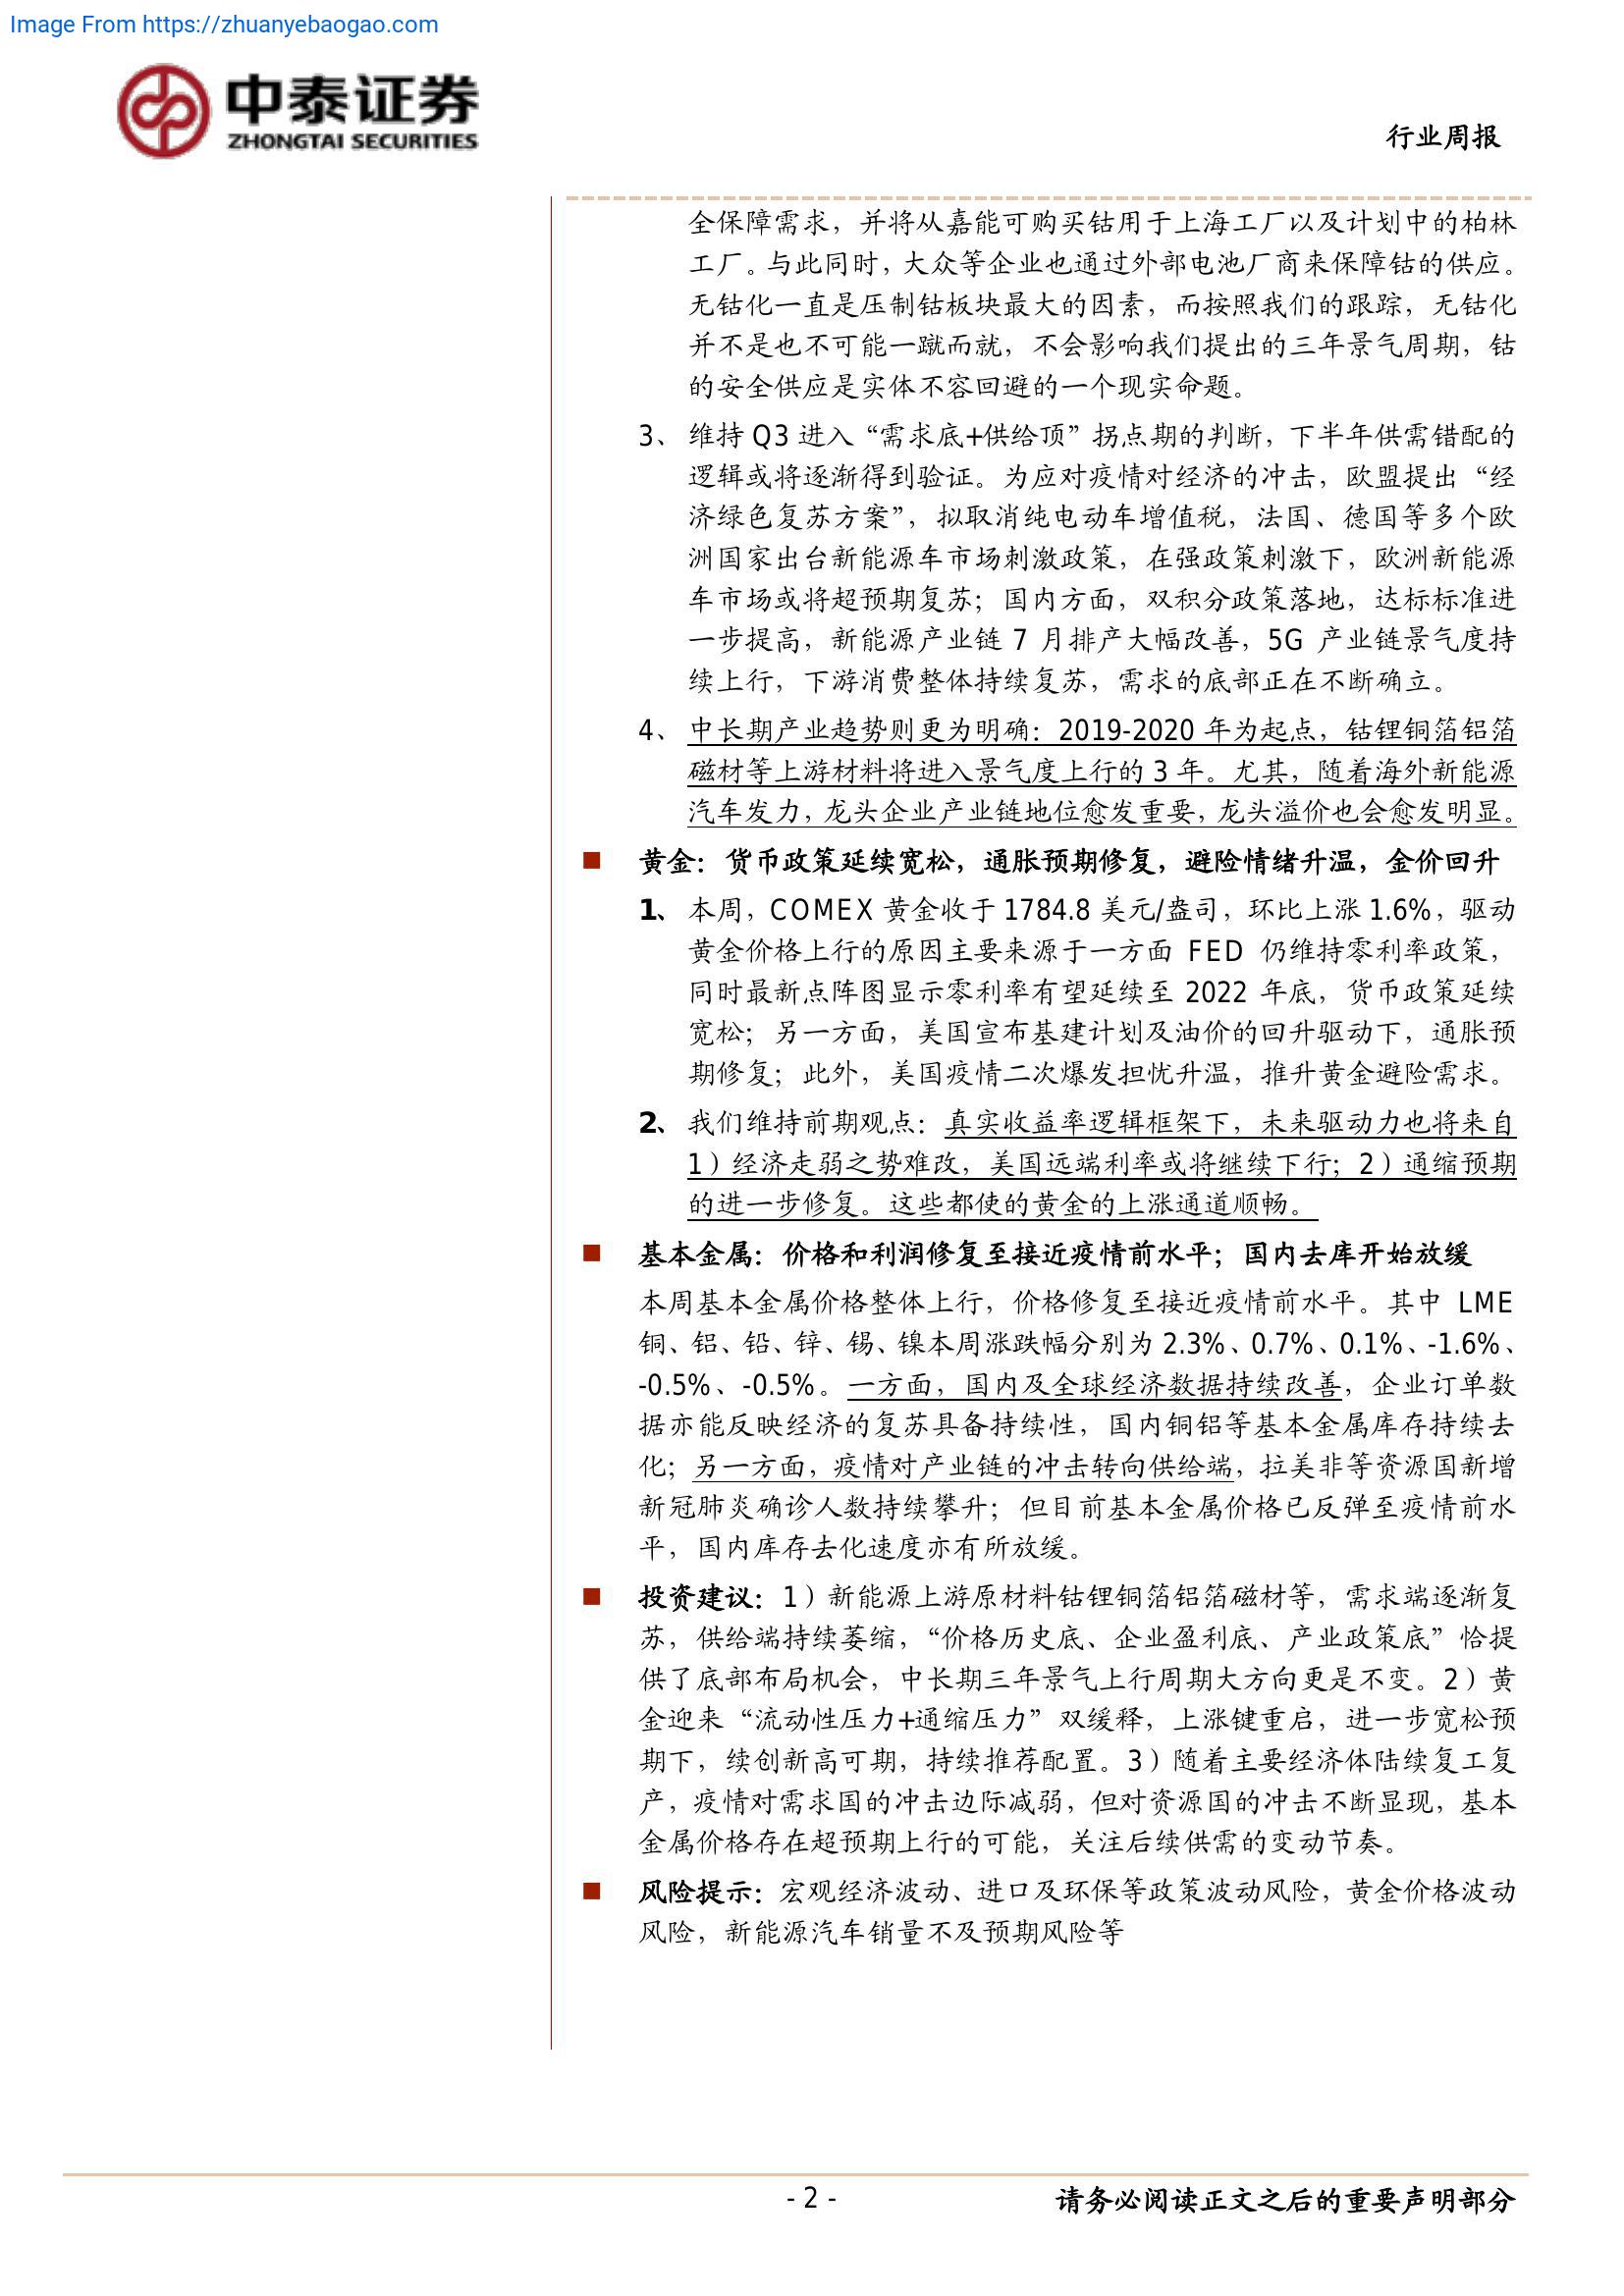 Image From https://zhuanyebaogao.com
中泰证券
ZHONGTAI SECURITIES
行业周报
全保障需求，并将从嘉能可购买钴用于上海工厂以及计划中的柏林
工厂。与此同时，大众等企业也通过外部电池厂商来保障钴的供应。
无钴化一直是压制钴板块最大的因素，而按照我们的跟踪，无钴化
并不是也不可能一蹴而就，不会影响我们提出的三年景气周期，钴
的安全供应是实体不容回避的一个现实命题。
3、 维持 Q3 进入“需求底+供给顶”拐点期的判断，下半年供需错配的
逻辑或将逐渐得到验证。为应对疫情对经济的冲击，欧盟提出“经
济绿色复苏方案”，拟取消纯电动车增值税，法国、德国等多个欧
洲国家出台新能源车市场刺激政策，在强政策刺激下，欧洲新能源
车市场或将超预期复苏；国内方面，双积分政策落地，达标标准进
一步提高，新能源产业链 7 月排产大幅改善，5G 产业链景气度持
续上行，下游消费整体持续复苏，需求的底部正在不断确立。
4、 中长期产业趋势则更为明确：2019-2020 年为起点，钴锂铜箔铝箔
磁材等上游材料将进入景气度上行的 3 年。尤其，随着海外新能源
汽车发力，龙头企业产业链地位愈发重要，龙头溢价也会愈发明显。
■ 黄金：货币政策延续宽松，通胀预期修复，避险情绪升温，金价回升
1、 本周，COMEX 黄金收于 1784.8 美元/盎司，环比上涨 1.6%，驱动
黄金价格上行的原因主要来源于一方面 FED 仍维持零利率政策，
同时最新点阵图显示零利率有望延续至 2022 年底，货币政策延续
宽松；另一方面，美国宣布基建计划及油价的回升驱动下，通胀预
期修复；此外，美国疫情二次爆发担忧升温，推升黄金避险需求。
2、 我们维持前期观点：真实收益率逻辑框架下，未来驱动力也将来自
1）经济走弱之势难改，美国远端利率或将继续下行；2）通缩预期
的进一步修复。这些都使的黄金的上涨通道顺畅。
■ 基本金属：价格和利润修复至接近疫情前水平；国内去库开始放缓
本周基本金属价格整体上行，价格修复至接近疫情前水平。其中 LME
铜、铝、铅、锌、锡、镍本周涨跌幅分别为 2.3%、0.7%、0.1%、-1.6%、
-0.5%、-0.5%。一方面，国内及全球经济数据持续改善，企业订单数
据亦能反映经济的复苏具备持续性，国内铜铝等基本金属库存持续去
化；另一方面，疫情对产业链的冲击转向供给端，拉美非等资源国新增
新冠肺炎确诊人数持续攀升；但目前基本金属价格已反弹至疫情前水
平，国内库存去化速度亦有所放缓。
■ 投资建议：1）新能源上游原材料钴锂铜箔铝箔磁材等，需求端逐渐复
苏，供给端持续萎缩，“价格历史底、企业盈利底、产业政策底”恰提
供了底部布局机会，中长期三年景气上行周期大方向更是不变。2）黄
金迎来“流动性压力+通缩压力”双缓释，上涨键重启，进一步宽松预
期下，续创新高可期，持续推荐配置。3）随着主要经济体陆续复工复
产，疫情对需求国的冲击边际减弱，但对资源国的冲击不断显现，基本
金属价格存在超预期上行的可能，关注后续供需的变动节奏。
■ 风险提示：宏观经济波动、进口及环保等政策波动风险，黄金价格波动
风险，新能源汽车销量不及预期风险等
- 2 -
请务必阅读正文之后的重要声明部分